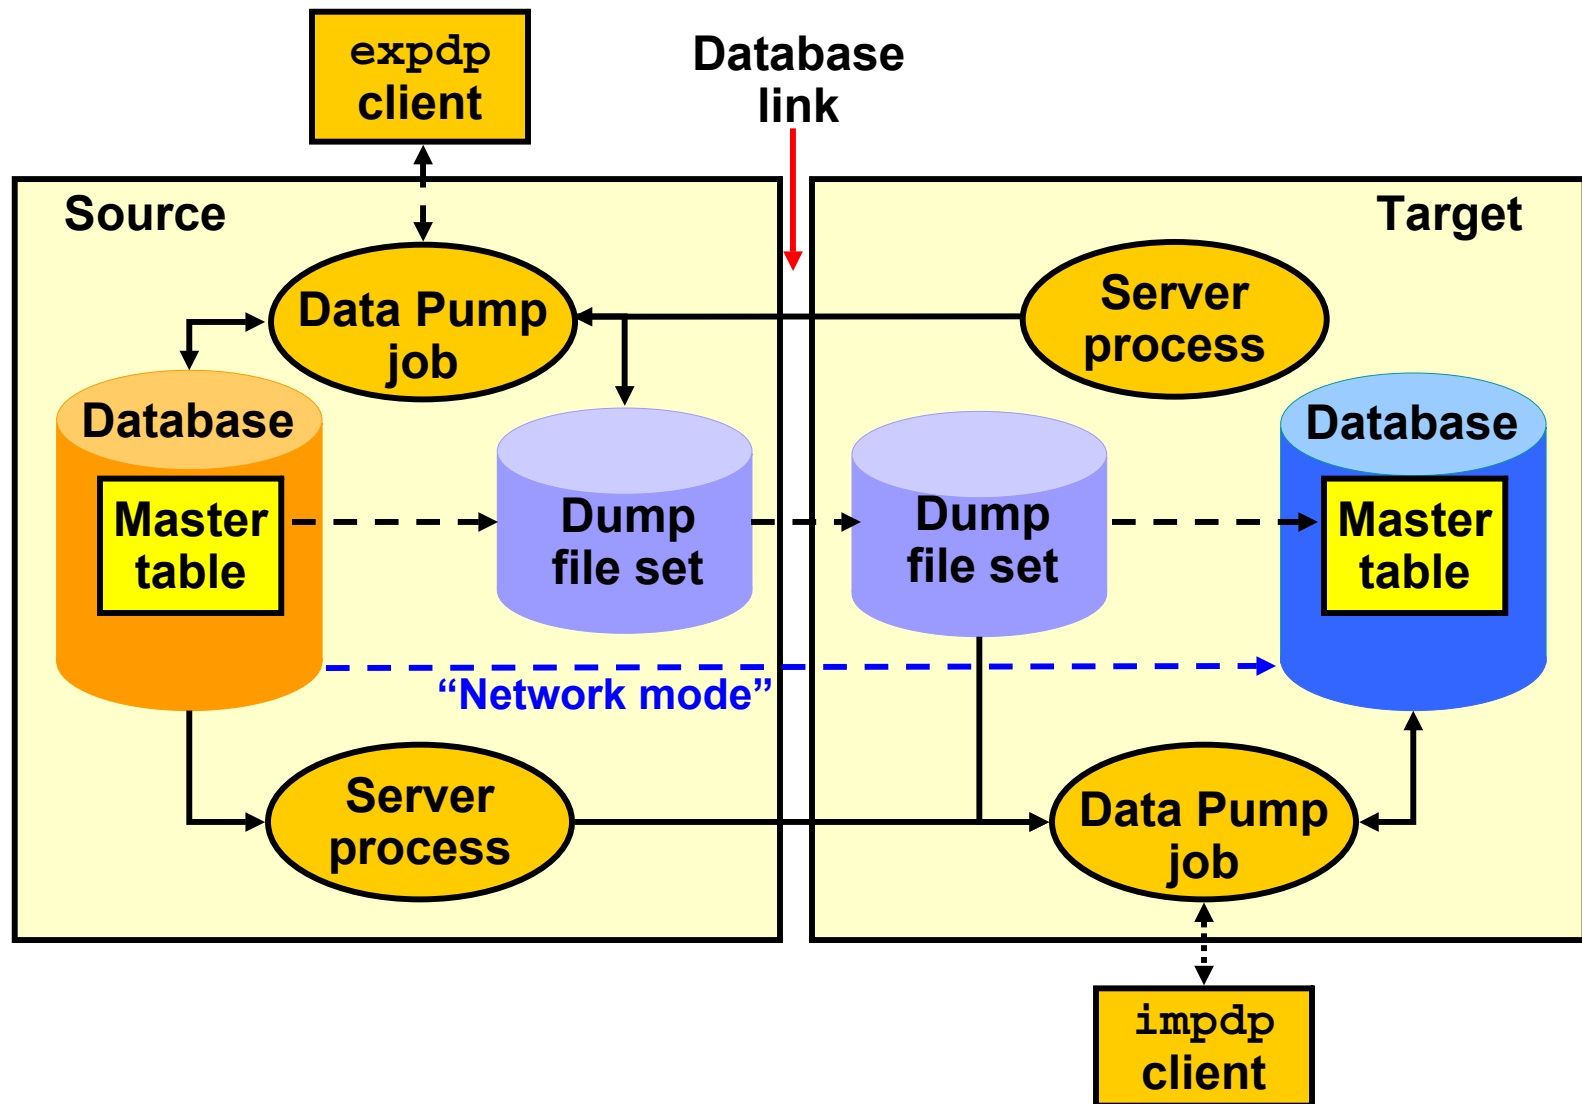 expdp
client
Database
link
Source
Target
Data Pump
job
Server
process
Database
Database
Master
table
Dump
file set
Dump
file set
Master
table
“Network mode”
Server
process
Data Pump
job
impdp
client